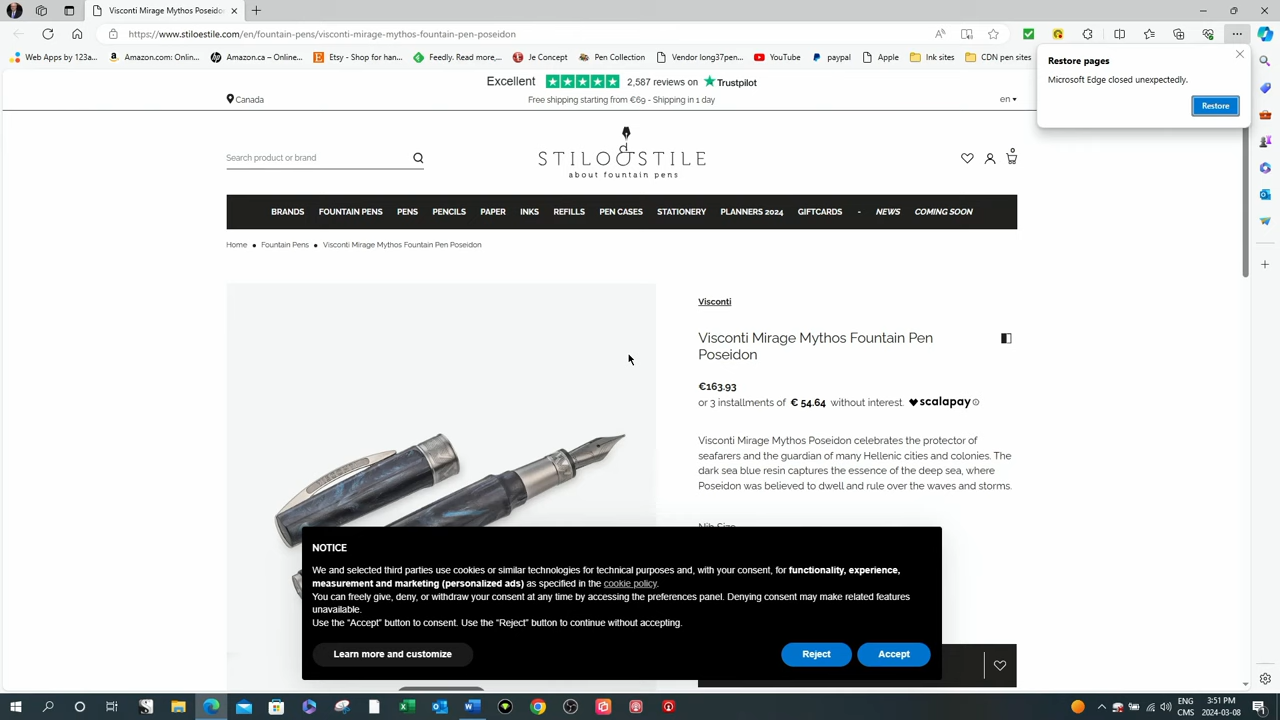 Visconti Mirage Mythos Poseidon
https://www.stiloestile.com/en/fountain-pens/visconti-mirage-mythos-fountain-pen-poseidon
Web Apps by 123a...
Amazon.com: Onlin...
Amazon.ca – Online...
Etsy - Shop for han...
Feedly. Read more,...
Je Concept
Pen Collection
Vendor long37pen...
YouTube
paypal
Apple
Ink sites
CDN pen sites
Restore pages
Microsoft Edge closed unexpectedly.
Restore
Excellent 2,587 reviews on Trustpilot
Canada
Free shipping starting from €69 - Shipping in 1 day
en
Search product or brand
STILO&STILE
about fountain pens
0
BRANDS FOUNTAIN PENS PENS PENCILS PAPER INKS REFILLS PEN CASES STATIONERY PLANNERS 2024 GIFTCARDS - NEWS COMING SOON
Home • Fountain Pens • Visconti Mirage Mythos Fountain Pen Poseidon
Visconti
Visconti Mirage Mythos Fountain Pen
Poseidon
€163.93
or 3 installments of € 54.64 without interest. scalapay
Visconti Mirage Mythos Poseidon celebrates the protector of
seafarers and the guardian of many Hellenic cities and colonies. The
dark sea blue resin captures the essence of the deep sea, where
Poseidon was believed to dwell and rule over the waves and storms.
Nib Size
NOTICE
We and selected third parties use cookies or similar technologies for technical purposes and, with your consent, for functionality, experience,
measurement and marketing (personalized ads) as specified in the cookie policy.
You can freely give, deny, or withdraw your consent at any time by accessing the preferences panel. Denying consent may make related features
unavailable.
Use the “Accept” button to consent. Use the “Reject” button to continue without accepting.
Learn more and customize
Reject
Accept
ENG
CMS
3:51 PM
2024-03-08